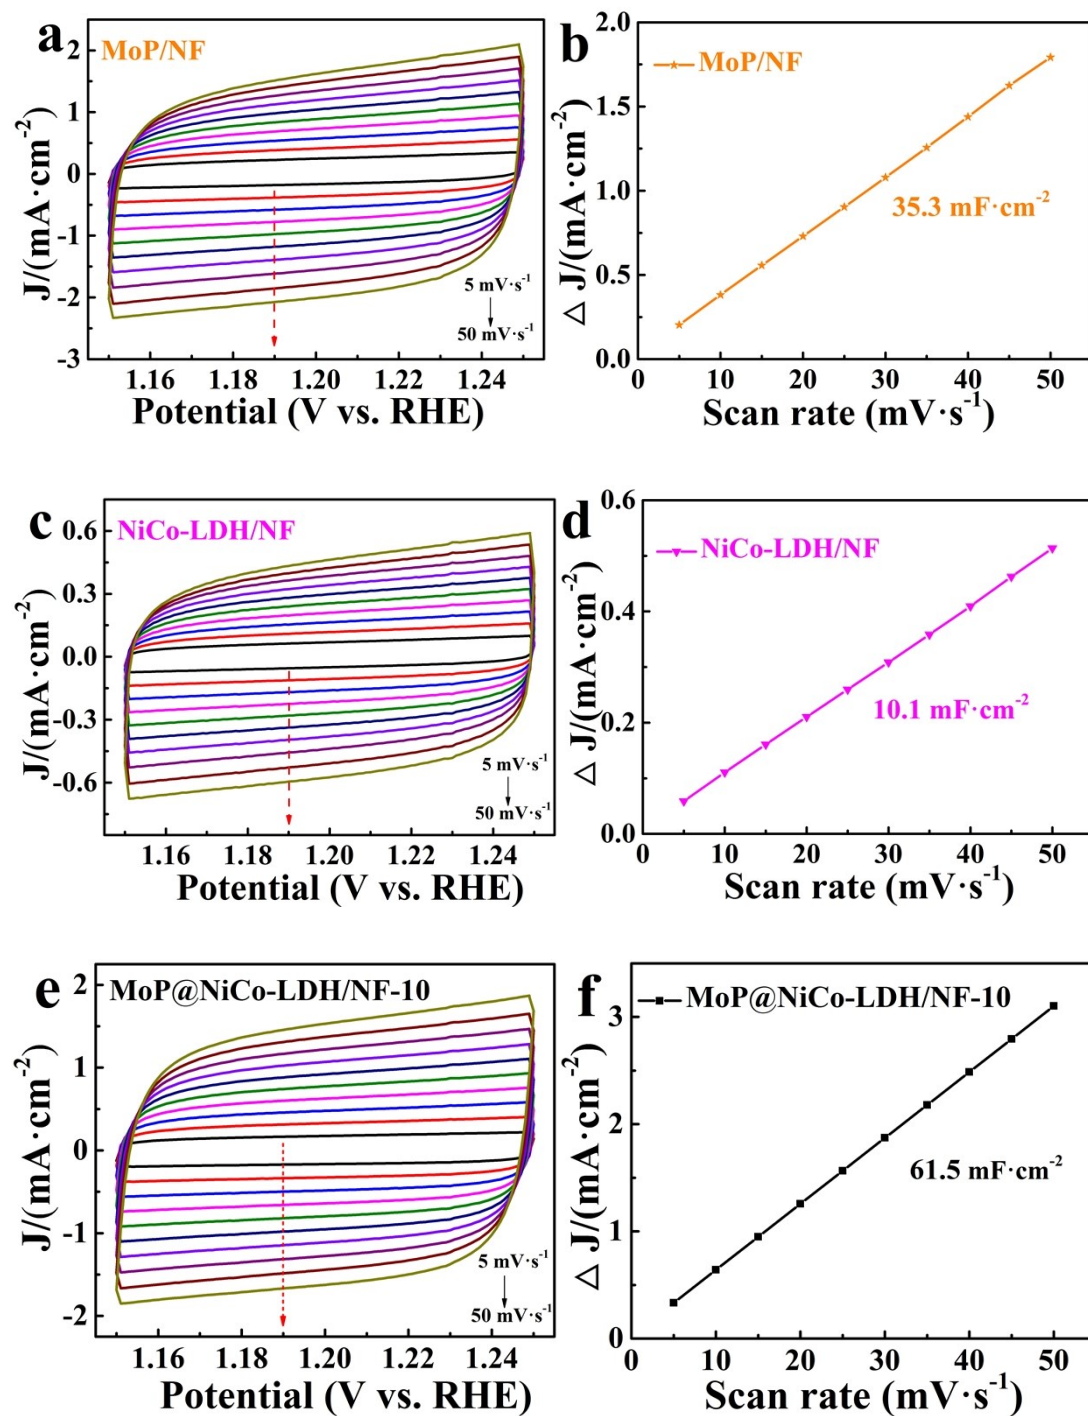 a
MoP/NF
2
1
0
-1
-2
-3
J/(mA·cm⁻²)
5 mV·s⁻¹
50 mV·s⁻¹
1.16 1.18 1.20 1.22 1.24
Potential (V vs. RHE)
b
MoP/NF
2.0
1.5
1.0
0.5
0.0
△ J/(mA·cm⁻²)
35.3 mF·cm⁻²
0 10 20 30 40 50
Scan rate (mV·s⁻¹)
c
NiCo-LDH/NF
0.6
0.3
0.0
-0.3
-0.6
J/(mA·cm⁻²)
5 mV·s⁻¹
50 mV·s⁻¹
1.16 1.18 1.20 1.22 1.24
Potential (V vs. RHE)
d
NiCo-LDH/NF
0.6
0.4
0.2
0.0
△ J/(mA·cm⁻²)
10.1 mF·cm⁻²
0 10 20 30 40 50
Scan rate (mV·s⁻¹)
e
MoP@NiCo-LDH/NF-10
2
1
0
-1
-2
J/(mA·cm⁻²)
5 mV·s⁻¹
50 mV·s⁻¹
1.16 1.18 1.20 1.22 1.24
Potential (V vs. RHE)
f
MoP@NiCo-LDH/NF-10
3
2
1
0
△ J/(mA·cm⁻²)
61.5 mF·cm⁻²
0 10 20 30 40 50
Scan rate (mV·s⁻¹)